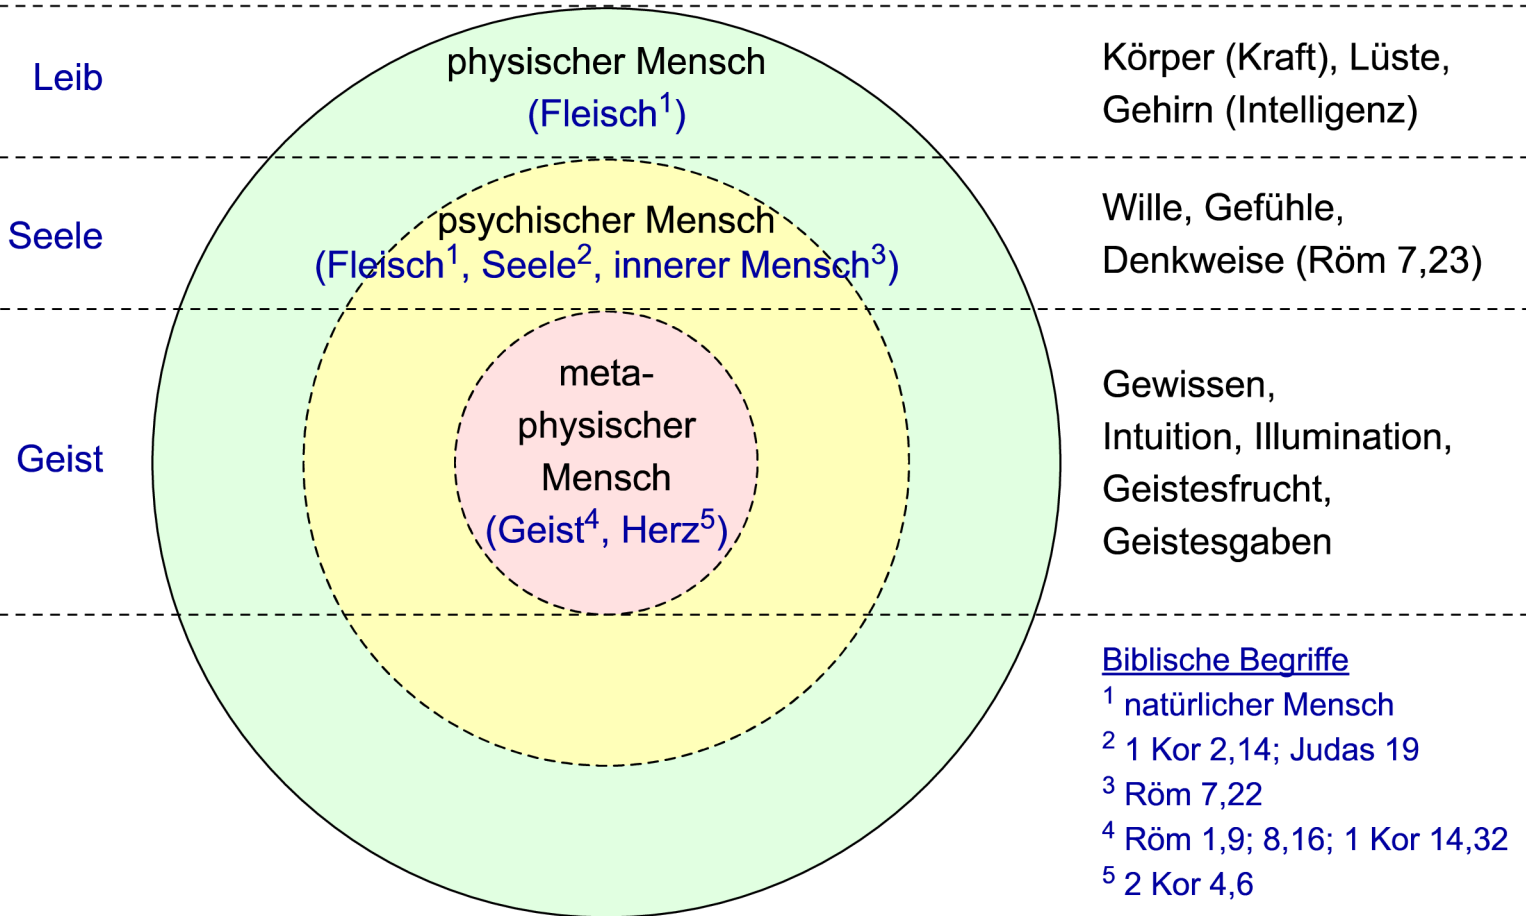 Leib
physischer Mensch
(Fleisch¹)
Körper (Kraft), Lüste,
Gehirn (Intelligenz)
Seele
psychischer Mensch
(Fleisch¹, Seele², innerer Mensch³)
Wille, Gefühle,
Denkweise (Röm 7,23)
Geist
meta-
physischer
Mensch
(Geist⁴, Herz⁵)
Gewissen,
Intuition, Illumination,
Geistesfrucht,
Geistesgaben
Biblische Begriffe
¹ natürlicher Mensch
² 1 Kor 2,14; Judas 19
³ Röm 7,22
⁴ Röm 1,9; 8,16; 1 Kor 14,32
⁵ 2 Kor 4,6